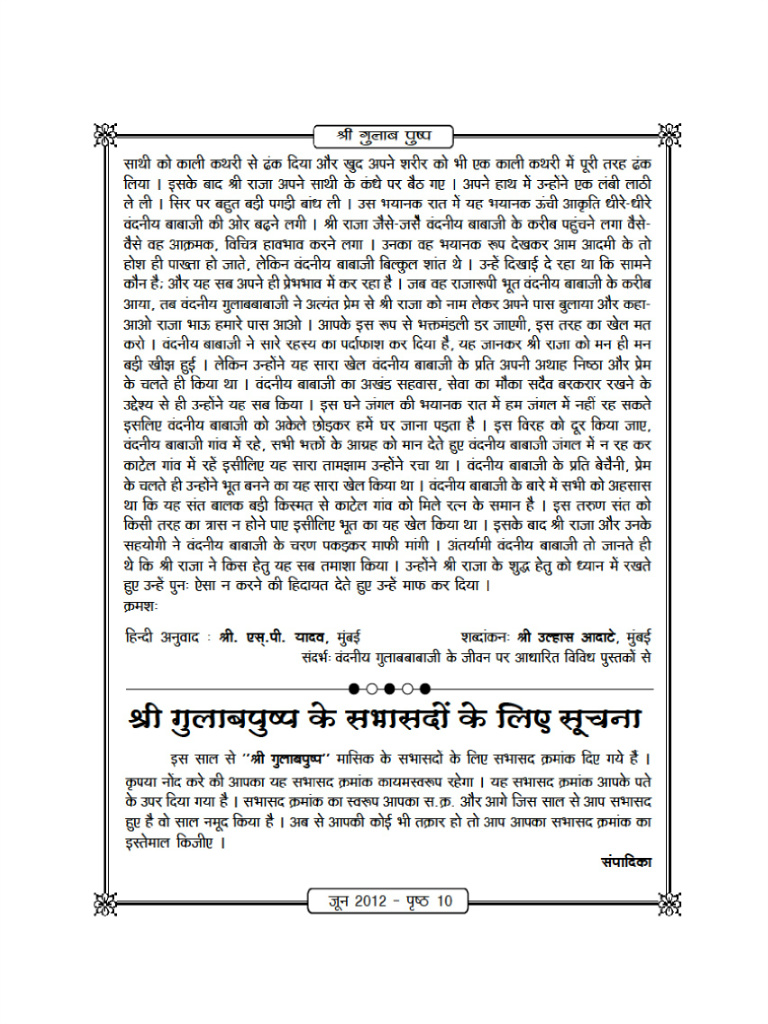 श्री गुलाब पुष्प
साथी को काली कथरी से ढंक दिया और खुद अपने शरीर को भी एक काली कथरी में पूरी तरह ढंक
लिया । इसके बाद श्री राजा अपने साथी के कंधे पर बैठ गए । अपने हाथ में उन्होंने एक लंबी लाठी
ले ली । सिर पर बहुत बड़ी पगड़ी बांध ली । उस भयानक रात में यह भयानक ऊंची आकृति धीरे-धीरे
वंदनीय बाबाजी की ओर बढ़ने लगी । श्री राजा जैसे-जसैे वंदनीय बाबाजी के करीब पहुंचने लगा वैसे-
वैसे वह आक्रमक, विचित्र हावभाव करने लगा । उनका वह भयानक रूप देखकर आम आदमी के तो
होश ही पाख्ता हो जाते, लेकिन वंदनीय बाबाजी बिल्कुल शांत थे । उन्हें दिखाई दे रहा था कि सामने
कौन है; और यह सब अपने ही प्रेभभाव में कर रहा है । जब वह राजारूपी भूत वंदनीय बाबाजी के करीब
आया, तब वंदनीय गुलाबबाबाजी ने अत्यंत प्रेम से श्री राजा को नाम लेकर अपने पास बुलाया और कहा-
आओ राजा भाऊ हमारे पास आओ । आपके इस रूप से भक्तमंडली डर जाएगी, इस तरह का खेल मत
करो । वंदनीय बाबाजी ने सारे रहस्य का पर्दाफाश कर दिया है, यह जानकर श्री राजा को मन ही मन
बड़ी खीझ हुई । लेकिन उन्होंने यह सारा खेल वंदनीय बाबाजी के प्रति अपनी अथाह निष्ठा और प्रेम
के चलते ही किया था । वंदनीय बाबाजी का अखंड सहवास, सेवा का मौका सदैव बरकरार रखने के
उद्देश्य से ही उन्होंने यह सब किया । इस घने जंगल की भयानक रात में हम जंगल में नहीं रह सकते
इसलिए वंदनीय बाबाजी को अकेले छोड़कर हमें घर जाना पड़ता है । इस विरह को दूर किया जाए,
वंदनीय बाबाजी गांव में रहे, सभी भक्तों के आग्रह को मान देते हुए वंदनीय बाबाजी जंगल में न रह कर
काटेल गांव में रहें इसीलिए यह सारा तामझाम उन्होंने रचा था । वंदनीय बाबाजी के प्रति बेचैनी, प्रेम
के चलते ही उन्होंने भूत बनने का यह सारा खेल किया था । वंदनीय बाबाजी के बारे में सभी को अहसास
था कि यह संत बालक बड़ी किस्मत से काटेल गांव को मिले रत्न के समान है । इस तरुण संत को
किसी तरह का त्रास न होने पाए इसीलिए भूत का यह खेल किया था । इसके बाद श्री राजा और उनके
सहयोगी ने वंदनीय बाबाजी के चरण पकड़कर माफी मांगी । अंतर्यामी वंदनीय बाबाजी तो जानते ही
थे कि श्री राजा ने किस हेतु यह सब तमाशा किया । उन्होंने श्री राजा के शुद्ध हेतु को ध्यान में रखते
हुए उन्हें पुनः ऐसा न करने की हिदायत देते हुए उन्हें माफ कर दिया ।
क्रमशः
हिन्दी अनुवाद : श्री. एस्.पी. यादव, मुंबई शब्दांकनः श्री उल्हास आदाटे, मुंबई
संदर्भः वंदनीय गुलाबबाबाजी के जीवन पर आधारित विविध पुस्तकों से
श्री गुलाबपुष्प के सभासदों के लिए सूचना
इस साल से ''श्री गुलाबपुष्प'' मासिक के सभासदों के लिए सभासद क्रमांक दिए गये हैं ।
कृपया नोंद करे की आपका यह सभासद क्रमांक कायमस्वरूप रहेगा । यह सभासद क्रमांक आपके पते
के उपर दिया गया है । सभासद क्रमांक का स्वरूप आपका स.क्र. और आगे जिस साल से आप सभासद
हुए है वो साल नमूद किया है । अब से आपकी कोई भी तक्रार हो तो आप आपका सभासद क्रमांक का
इस्तेमाल किजीए ।
संपादिका
जून 2012 - पृष्ठ 10